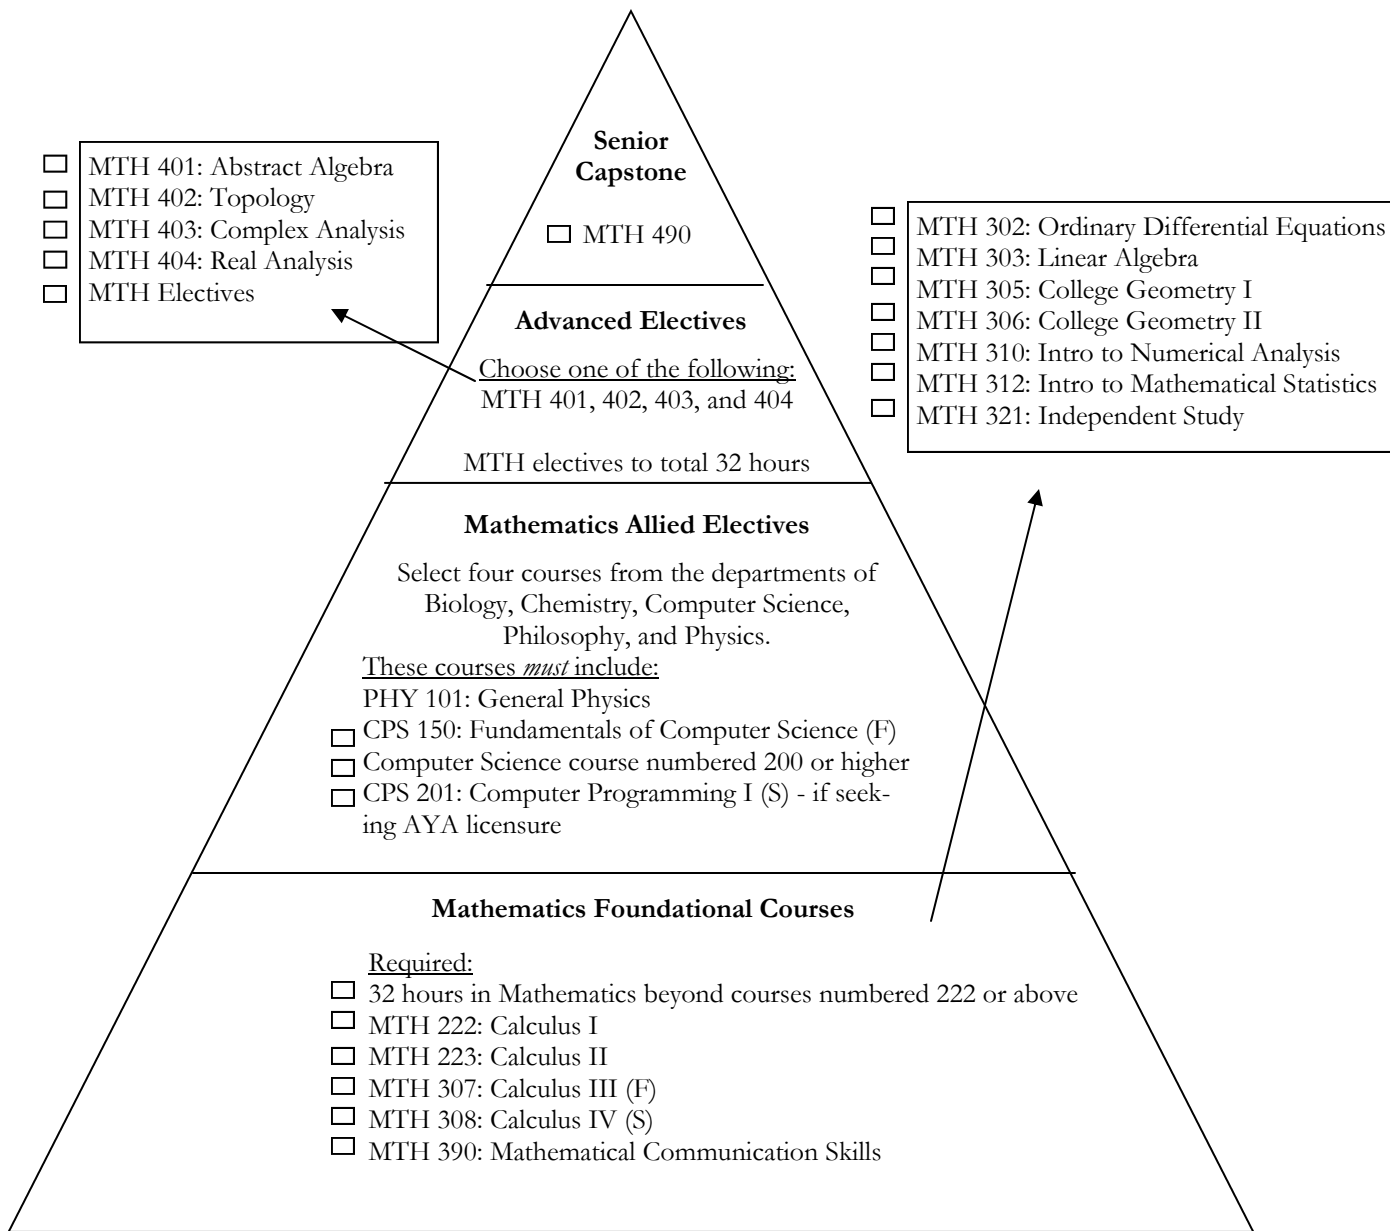 Senior
Capstone
MTH 490
MTH 401: Abstract Algebra
MTH 402: Topology
MTH 403: Complex Analysis
MTH 404: Real Analysis
MTH Electives
MTH 302: Ordinary Differential Equations
MTH 303: Linear Algebra
MTH 305: College Geometry I
MTH 306: College Geometry II
MTH 310: Intro to Numerical Analysis
MTH 312: Intro to Mathematical Statistics
MTH 321: Independent Study
Advanced Electives
Choose one of the following:
MTH 401, 402, 403, and 404
MTH electives to total 32 hours
Mathematics Allied Electives
Select four courses from the departments of
Biology, Chemistry, Computer Science,
Philosophy, and Physics.
These courses must include:
PHY 101: General Physics
CPS 150: Fundamentals of Computer Science (F)
Computer Science course numbered 200 or higher
CPS 201: Computer Programming I (S) - if seek-
ing AYA licensure
Mathematics Foundational Courses
Required:
32 hours in Mathematics beyond courses numbered 222 or above
MTH 222: Calculus I
MTH 223: Calculus II
MTH 307: Calculus III (F)
MTH 308: Calculus IV (S)
MTH 390: Mathematical Communication Skills